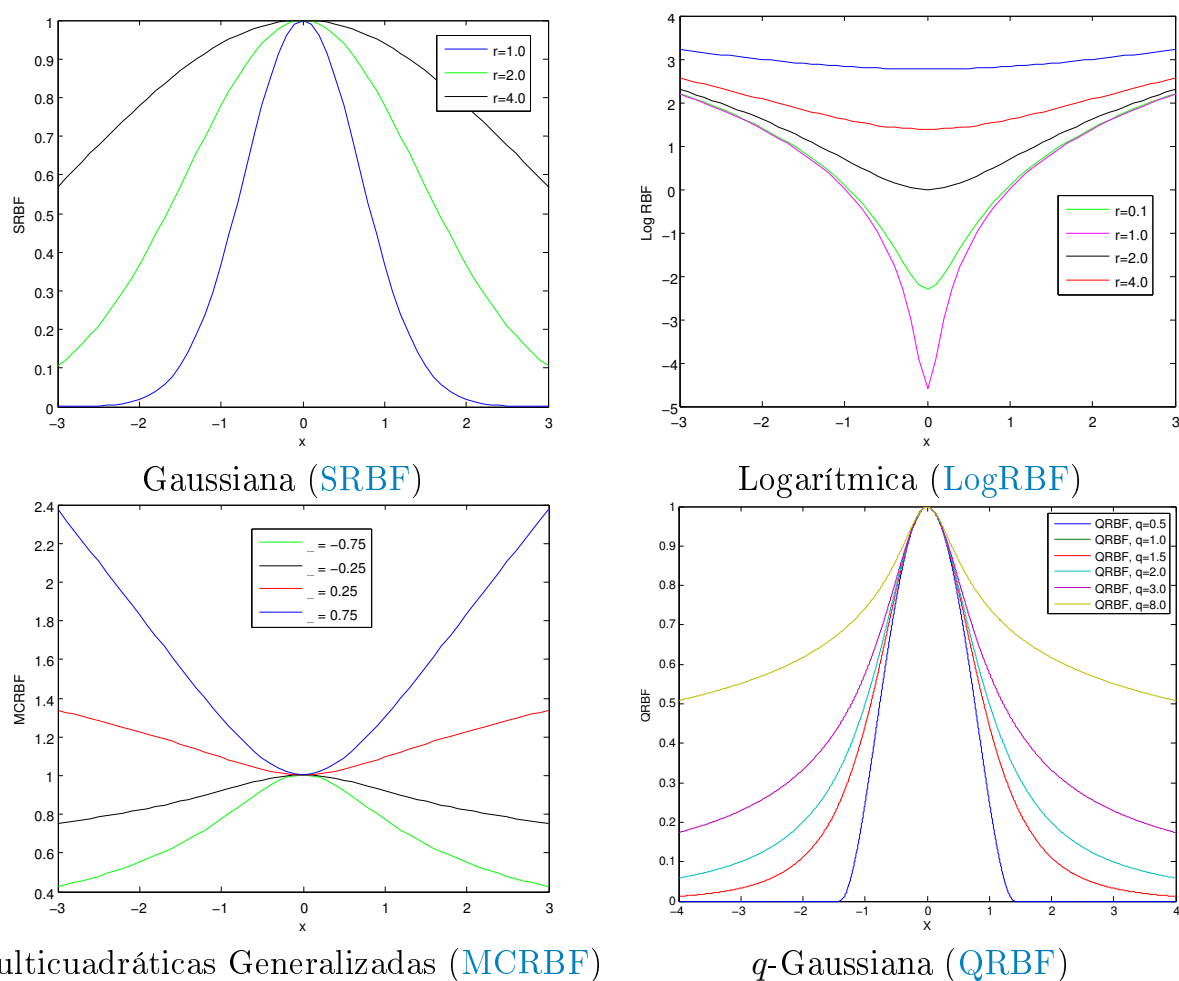 1
0.9
0.8
0.7
0.6
0.5
0.4
0.3
0.2
0.1
0
SRBF
r=1.0
r=2.0
r=4.0
−3 −2 −1 0 1 2 3
x
Gaussiana (SRBF)
4
3
2
1
0
−1
−2
−3
−4
−5
Log RBF
r=0.1
r=1.0
r=2.0
r=4.0
−3 −2 −1 0 1 2 3
x
Logarítmica (LogRBF)
2.4
2.2
2
1.8
1.6
1.4
1.2
1
0.8
0.6
0.4
MCRBF
_ = −0.75
_ = −0.25
_ = 0.25
_ = 0.75
−3 −2 −1 0 1 2 3
x
ulticuadráticas Generalizadas (MCRBF)
1
0.9
0.8
0.7
0.6
0.5
0.4
0.3
0.2
0.1
0
QRBF
QRBF, q=0.5
QRBF, q=1.0
QRBF, q=1.5
QRBF, q=2.0
QRBF, q=3.0
QRBF, q=8.0
−4 −3 −2 −1 0 1 2 3 4
X
q-Gaussiana (QRBF)